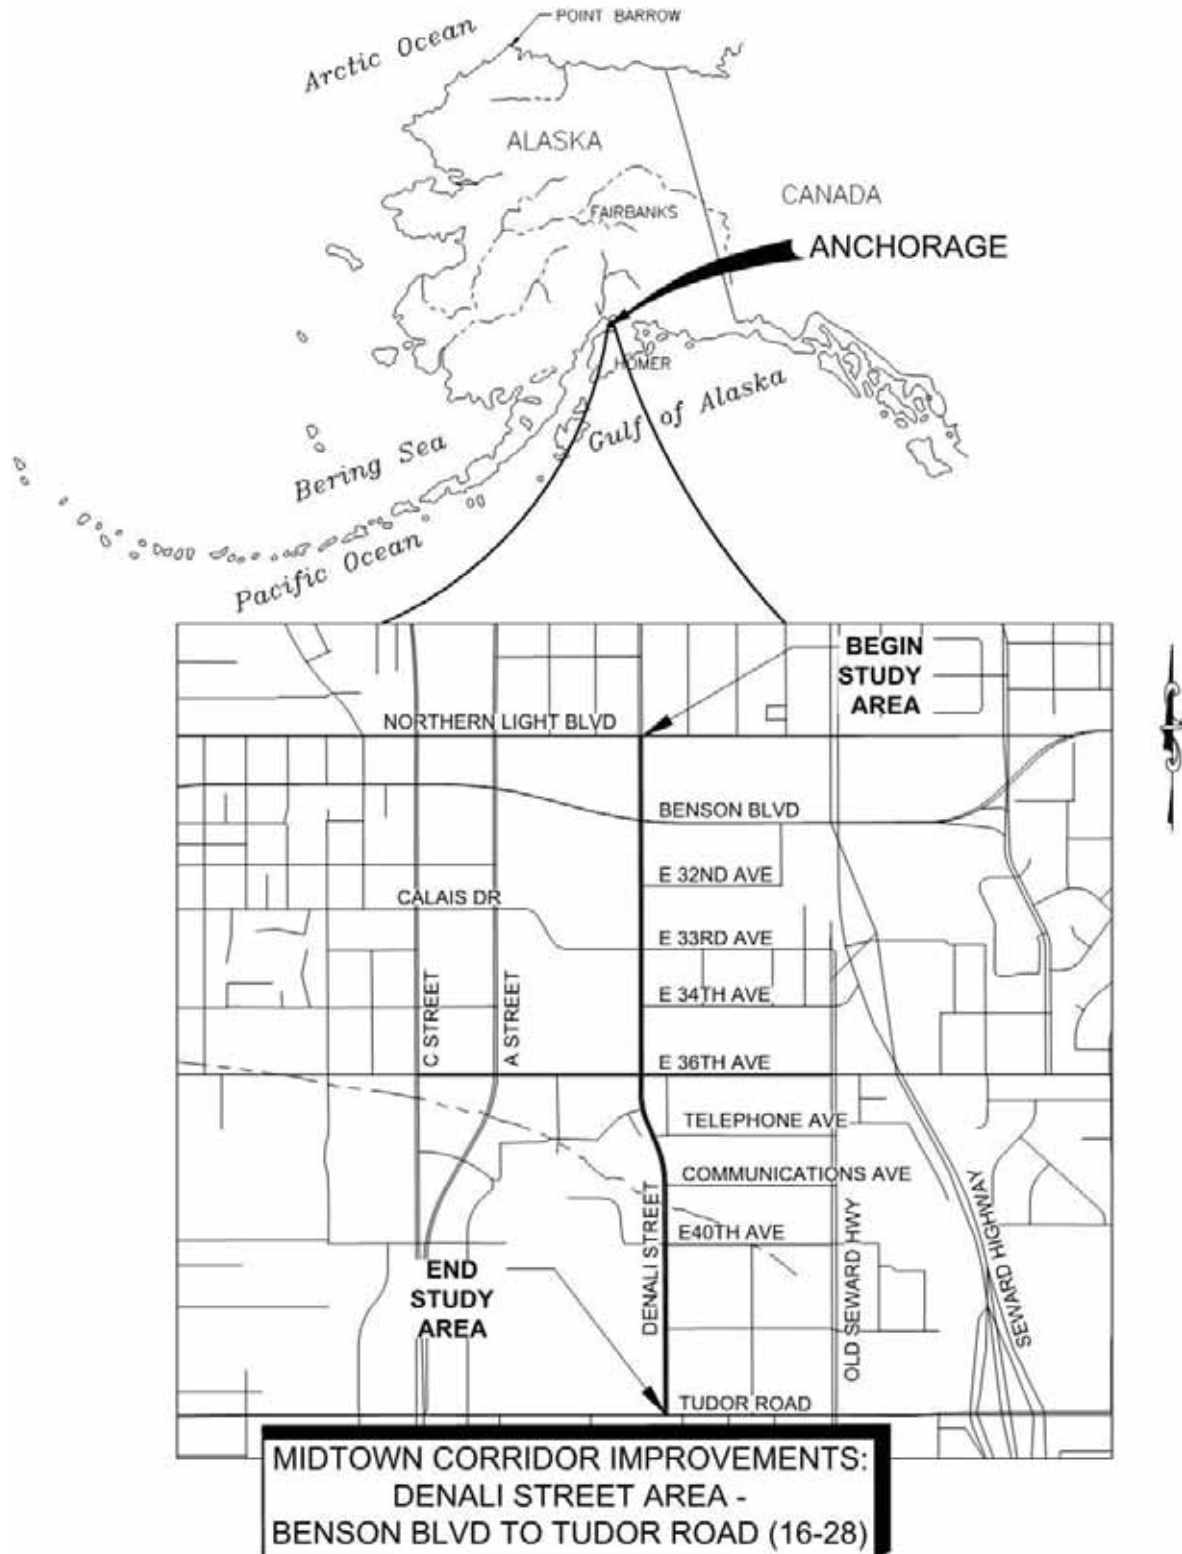 POINT BARROW
Arctic Ocean
ALASKA
CANADA
FAIRBANKS
ANCHORAGE
HOMER
Gulf of Alaska
Bering Sea
Pacific Ocean
BEGIN
STUDY
AREA
NORTHERN LIGHT BLVD
BENSON BLVD
E 32ND AVE
CALAIS DR
E 33RD AVE
E 34TH AVE
C STREET
A STREET
E 36TH AVE
TELEPHONE AVE
COMMUNICATIONS AVE
E40TH AVE
DENALI STREET
OLD SEWARD HWY
SEWARD HIGHWAY
END
STUDY
AREA
TUDOR ROAD
MIDTOWN CORRIDOR IMPROVEMENTS:
DENALI STREET AREA -
BENSON BLVD TO TUDOR ROAD (16-28)